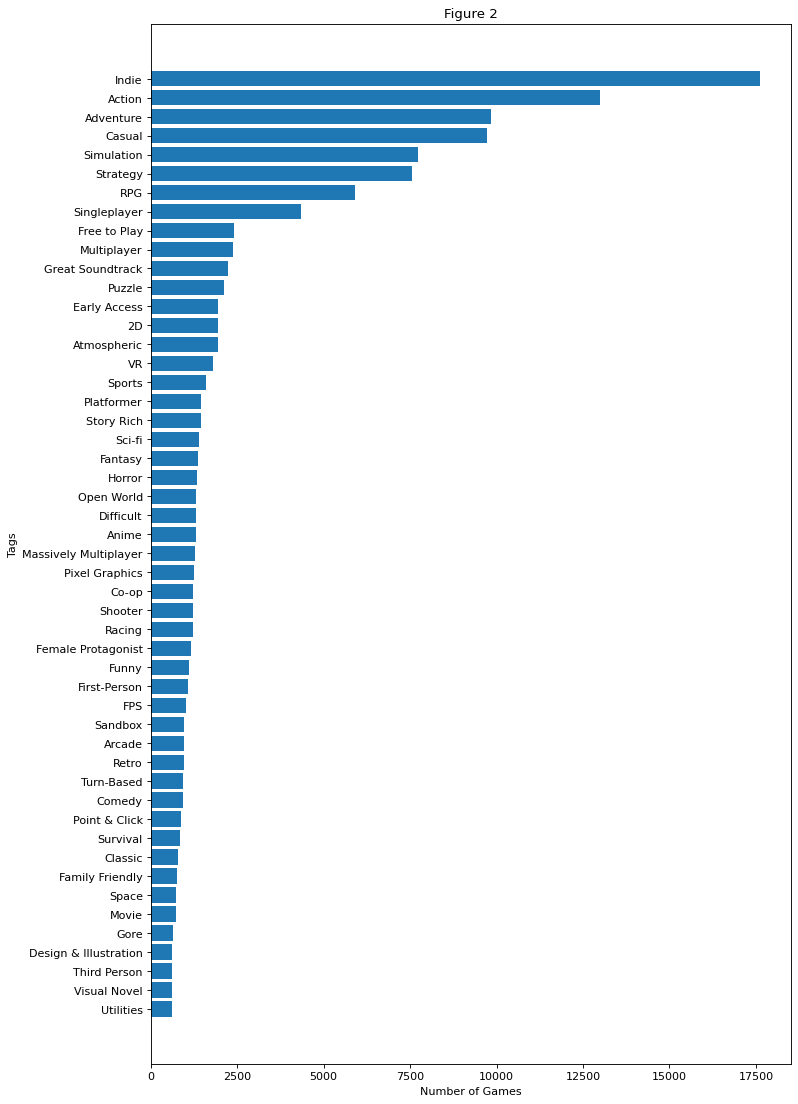 Figure 2
Tags
Indie
Action
Adventure
Casual
Simulation
Strategy
RPG
Singleplayer
Free to Play
Multiplayer
Great Soundtrack
Puzzle
Early Access
2D
Atmospheric
VR
Sports
Platformer
Story Rich
Sci-fi
Fantasy
Horror
Open World
Difficult
Anime
Massively Multiplayer
Pixel Graphics
Co-op
Shooter
Racing
Female Protagonist
Funny
First-Person
FPS
Sandbox
Arcade
Retro
Turn-Based
Comedy
Point & Click
Survival
Classic
Family Friendly
Space
Movie
Gore
Design & Illustration
Third Person
Visual Novel
Utilities
0 2500 5000 7500 10000 12500 15000 17500
Number of Games